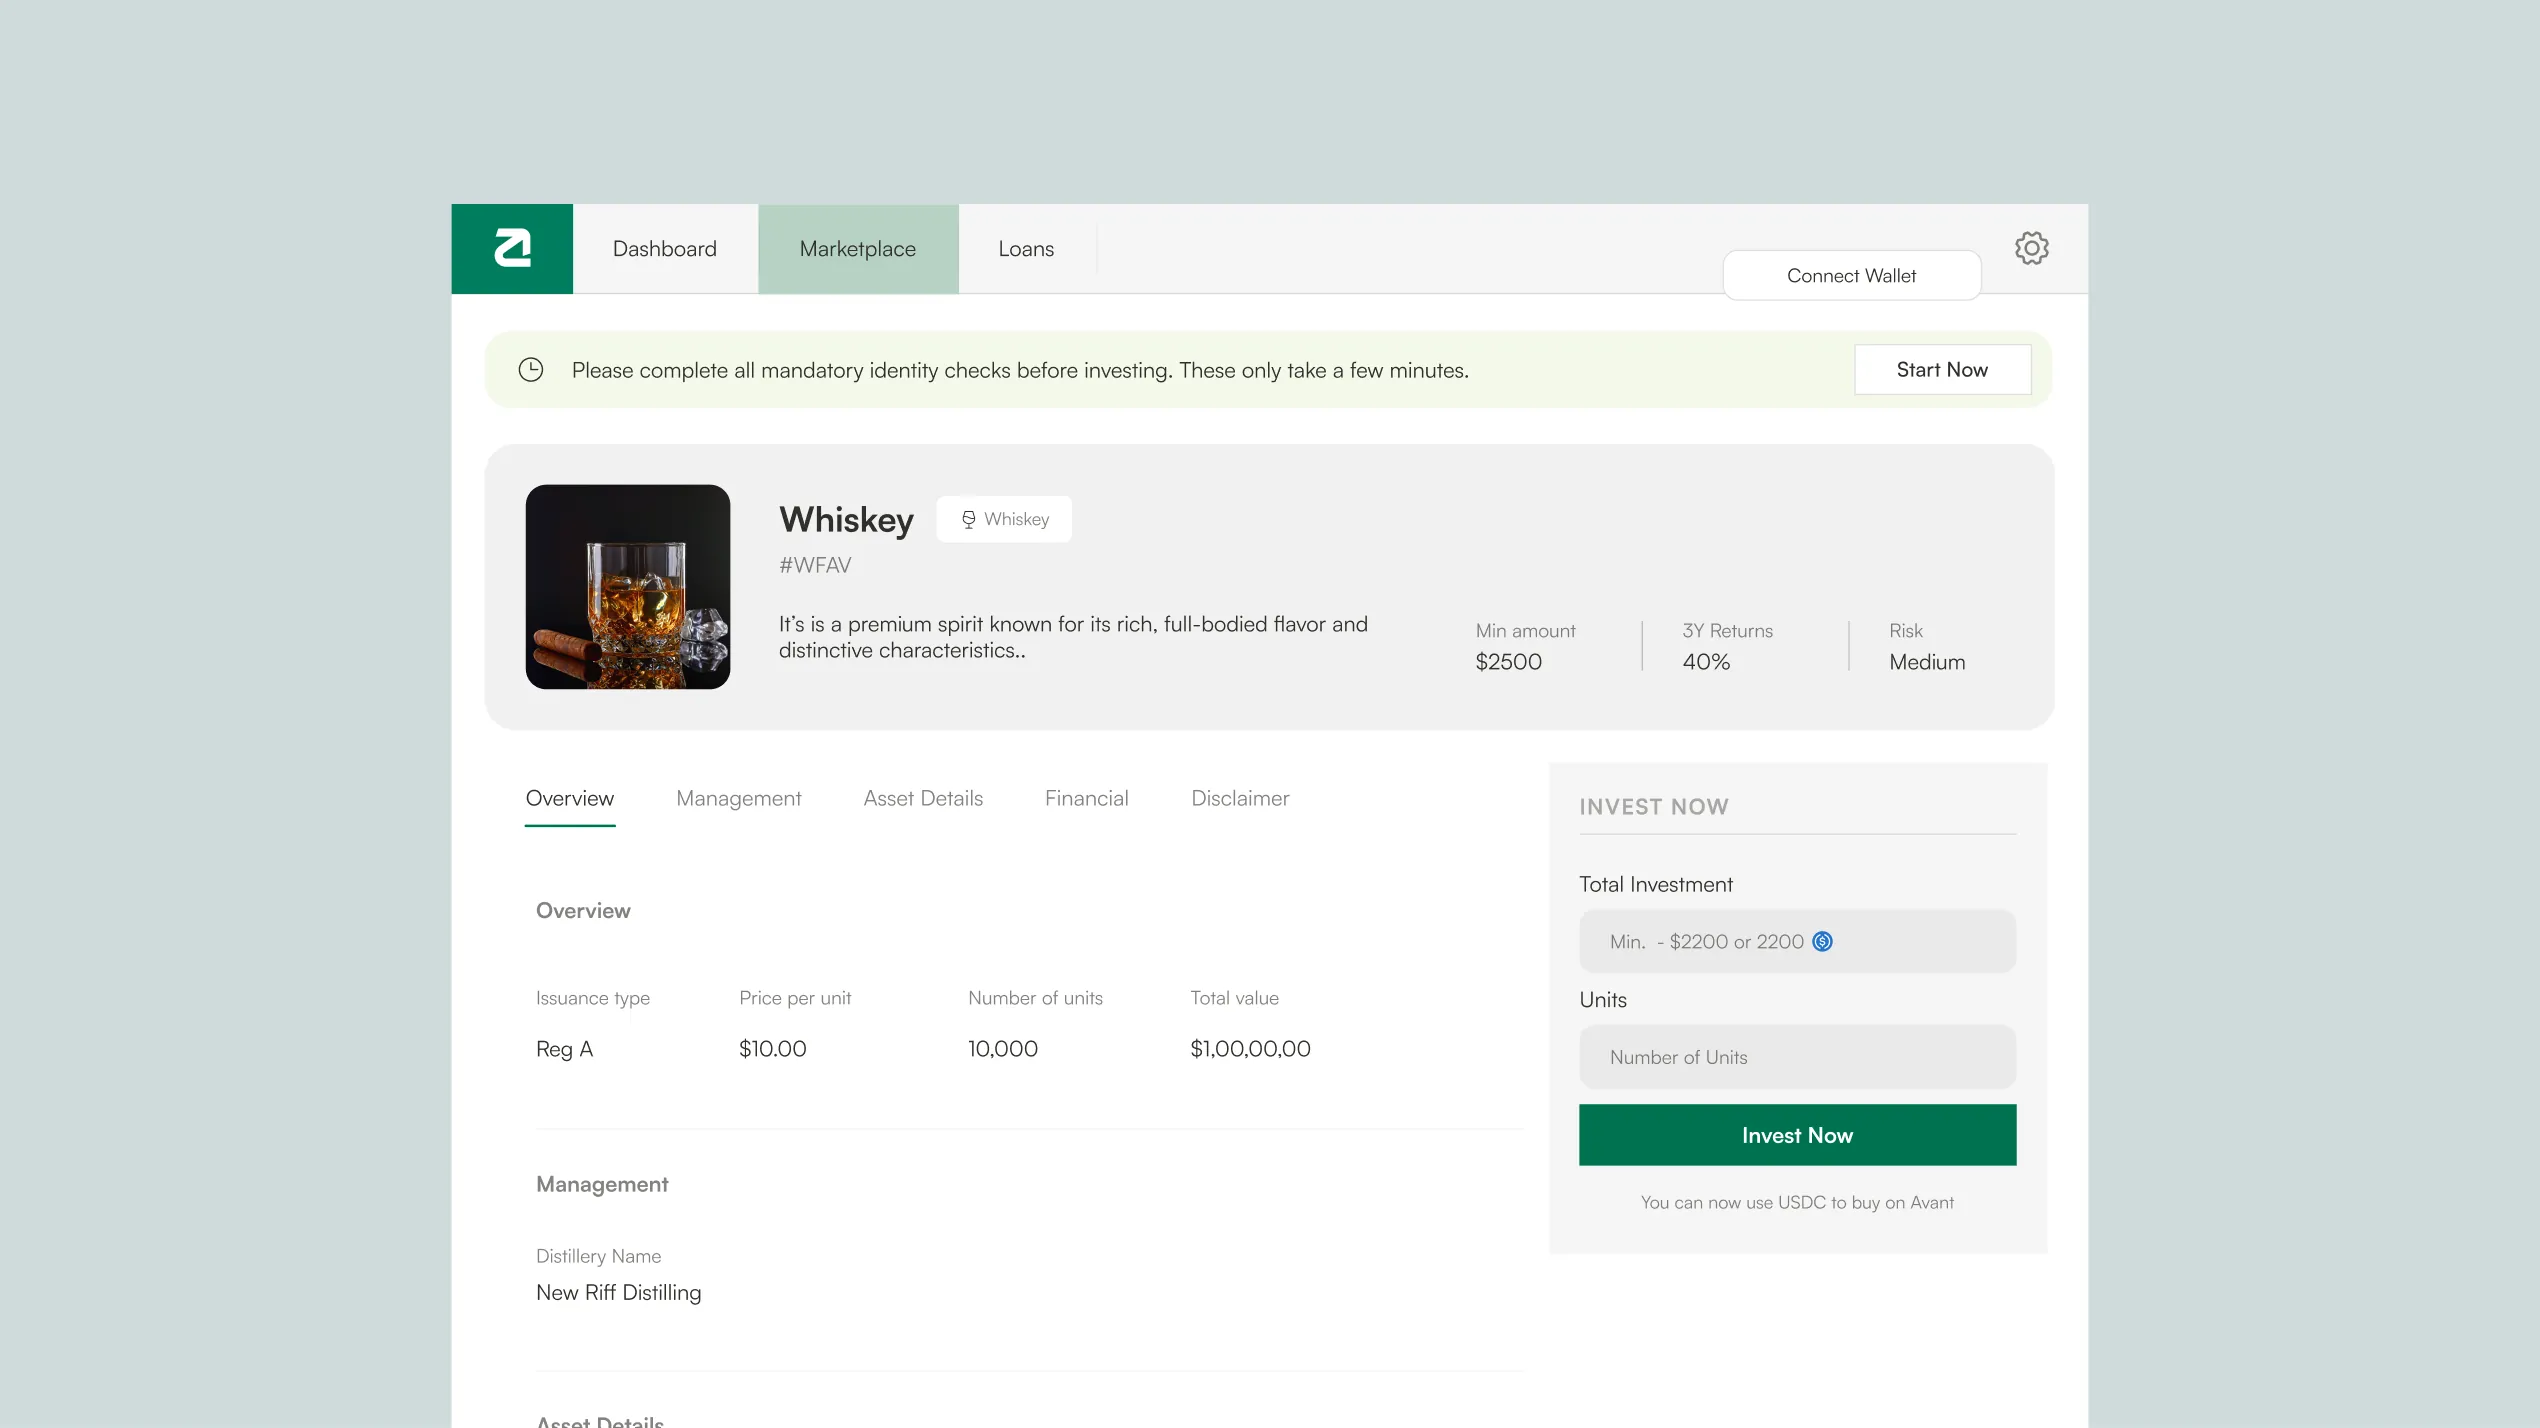 Dashboard
Marketplace
Loans
Connect Wallet
Please complete all mandatory identity checks before investing. These only take a few minutes.
Start Now
Whiskey
Whiskey
#WFAV
It's is a premium spirit known for its rich, full-bodied flavor and
distinctive characteristics..
Min amount
$2500
3Y Returns
40%
Risk
Medium
Overview
Management
Asset Details
Financial
Disclaimer
Overview
Issuance type
Price per unit
Number of units
Total value
Reg A
$10.00
10,000
$1,00,00,00
Management
Distillery Name
New Riff Distilling
Asset Details
INVEST NOW
Total Investment
Min. - $2200 or 2200
Units
Number of Units
Invest Now
You can now use USDC to buy on Avant